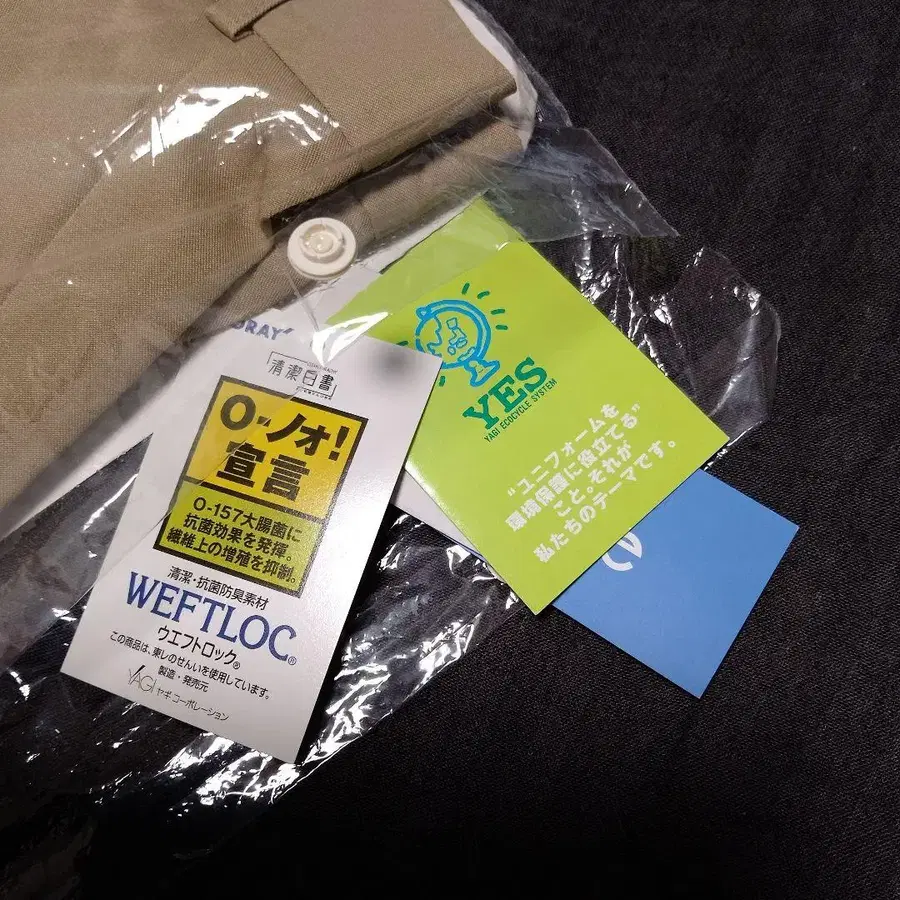 清潔白書
O-ノォ!
宣言
O-157大腸菌に
抗菌効果を発揮。
繊維上の増殖を抑制。
清潔・抗菌防臭素材
WEFTLOC®
ウエフトロック®
この商品は、東レのせんいを使用しています。
製造・発売元
YAGI ヤギコーポレーション
YES
YAGI ECOCYCLE SYSTEM
“ユニフォームを
環境保護に役立てる”
こと。それが
私たちのテーマです。